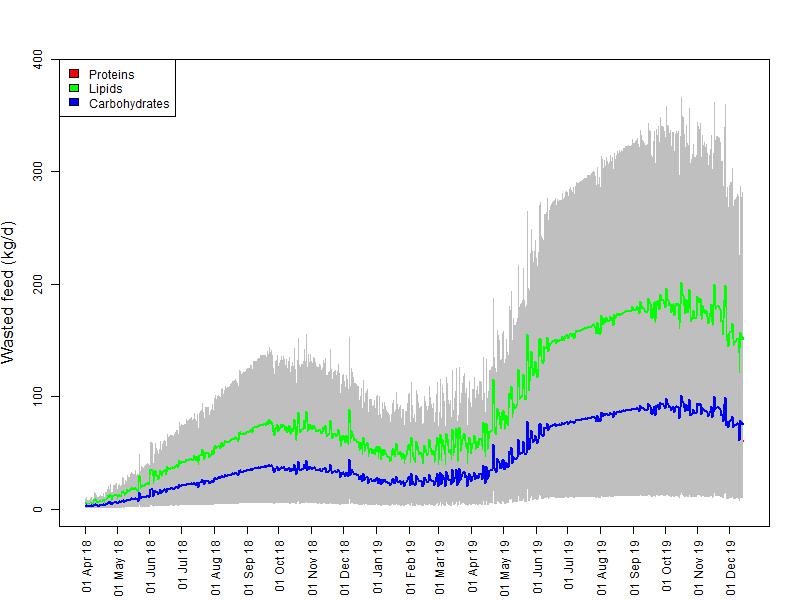 Proteins
Lipids
Carbohydrates
Wasted feed (kg/d)
400
300
200
100
0
01 Apr 18
01 May 18
01 Jun 18
01 Jul 18
01 Aug 18
01 Sep 18
01 Oct 18
01 Nov 18
01 Dec 18
01 Jan 19
01 Feb 19
01 Mar 19
01 Apr 19
01 May 19
01 Jun 19
01 Jul 19
01 Aug 19
01 Sep 19
01 Oct 19
01 Nov 19
01 Dec 19